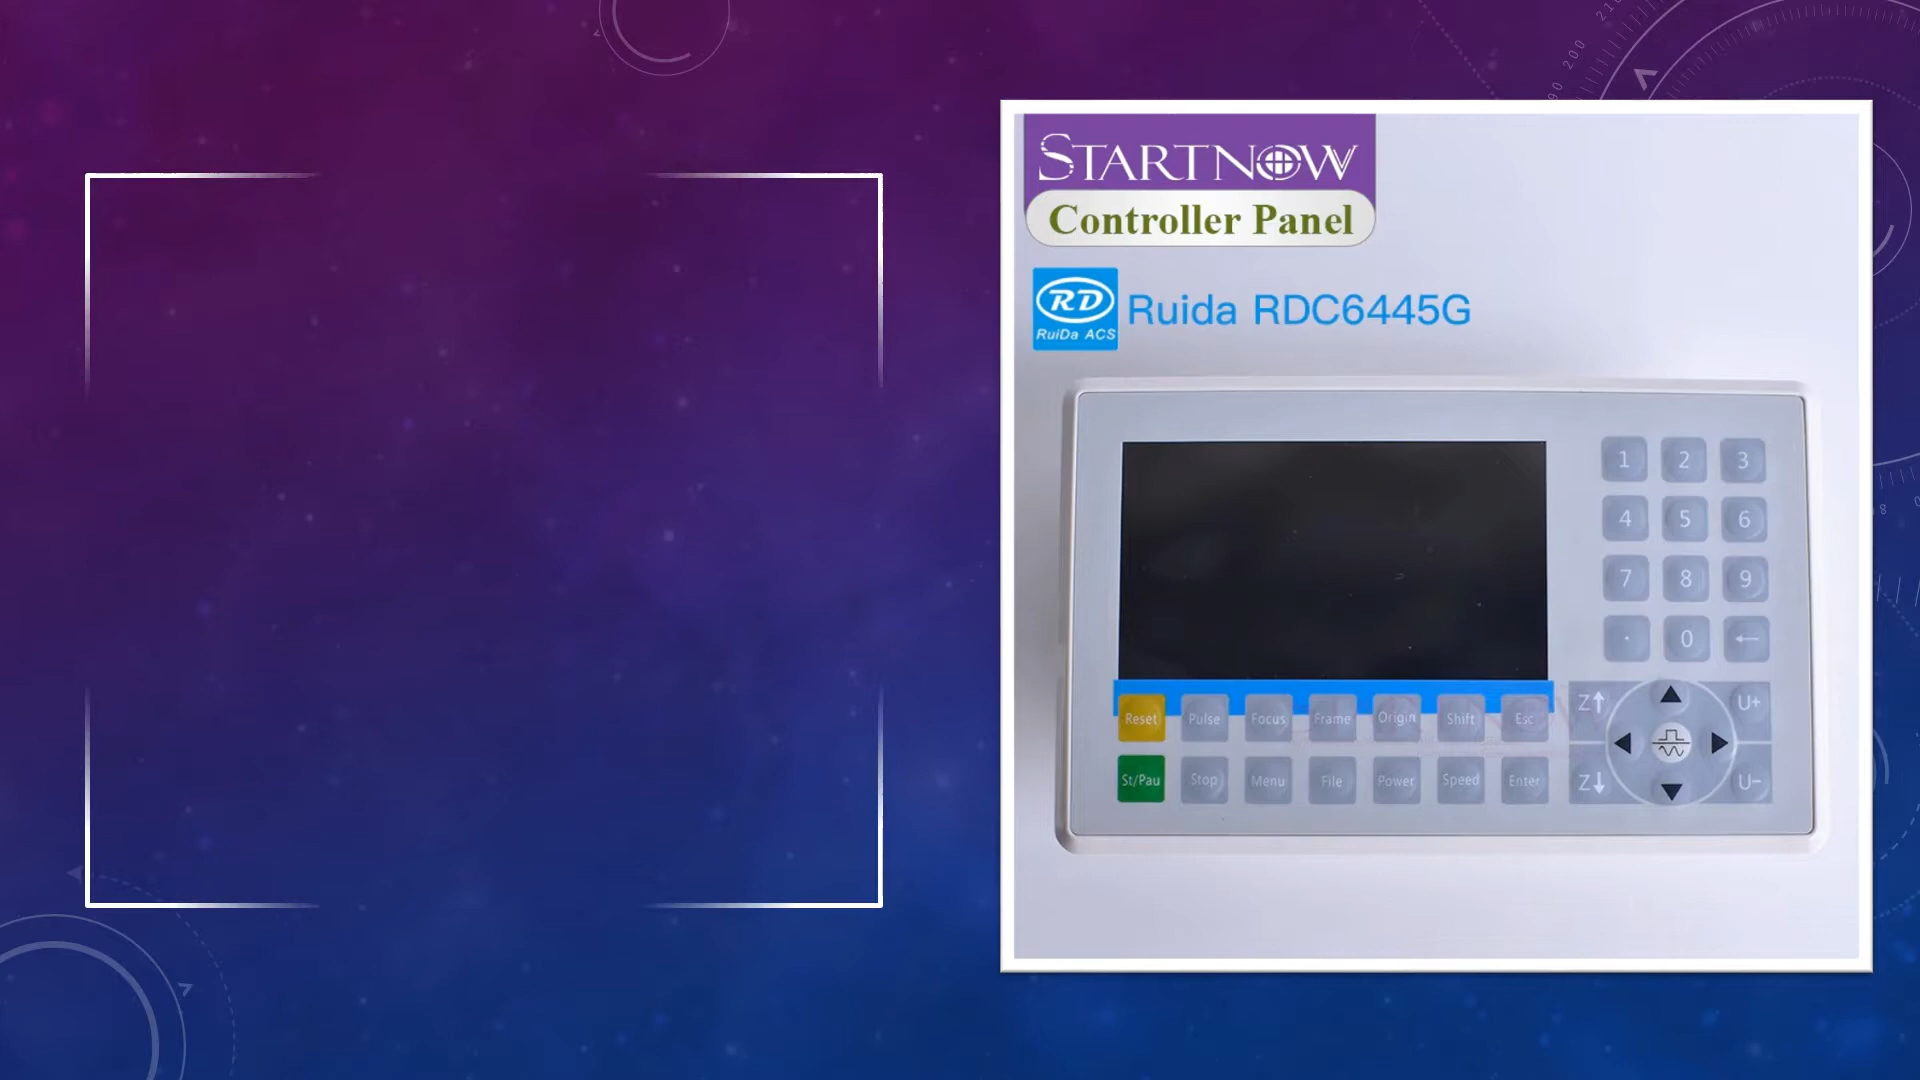 STARTNOW
Controller Panel
RD
RuiDa ACS
Ruida RDC6445G
1 2 3
4 5 6
7 8 9
. 0 ←
Reset Pulse Focus Frame Origin Shift Esc
Z↑ U+
St/Pau Stop Menu File Power Speed Enter
Z↓ U-